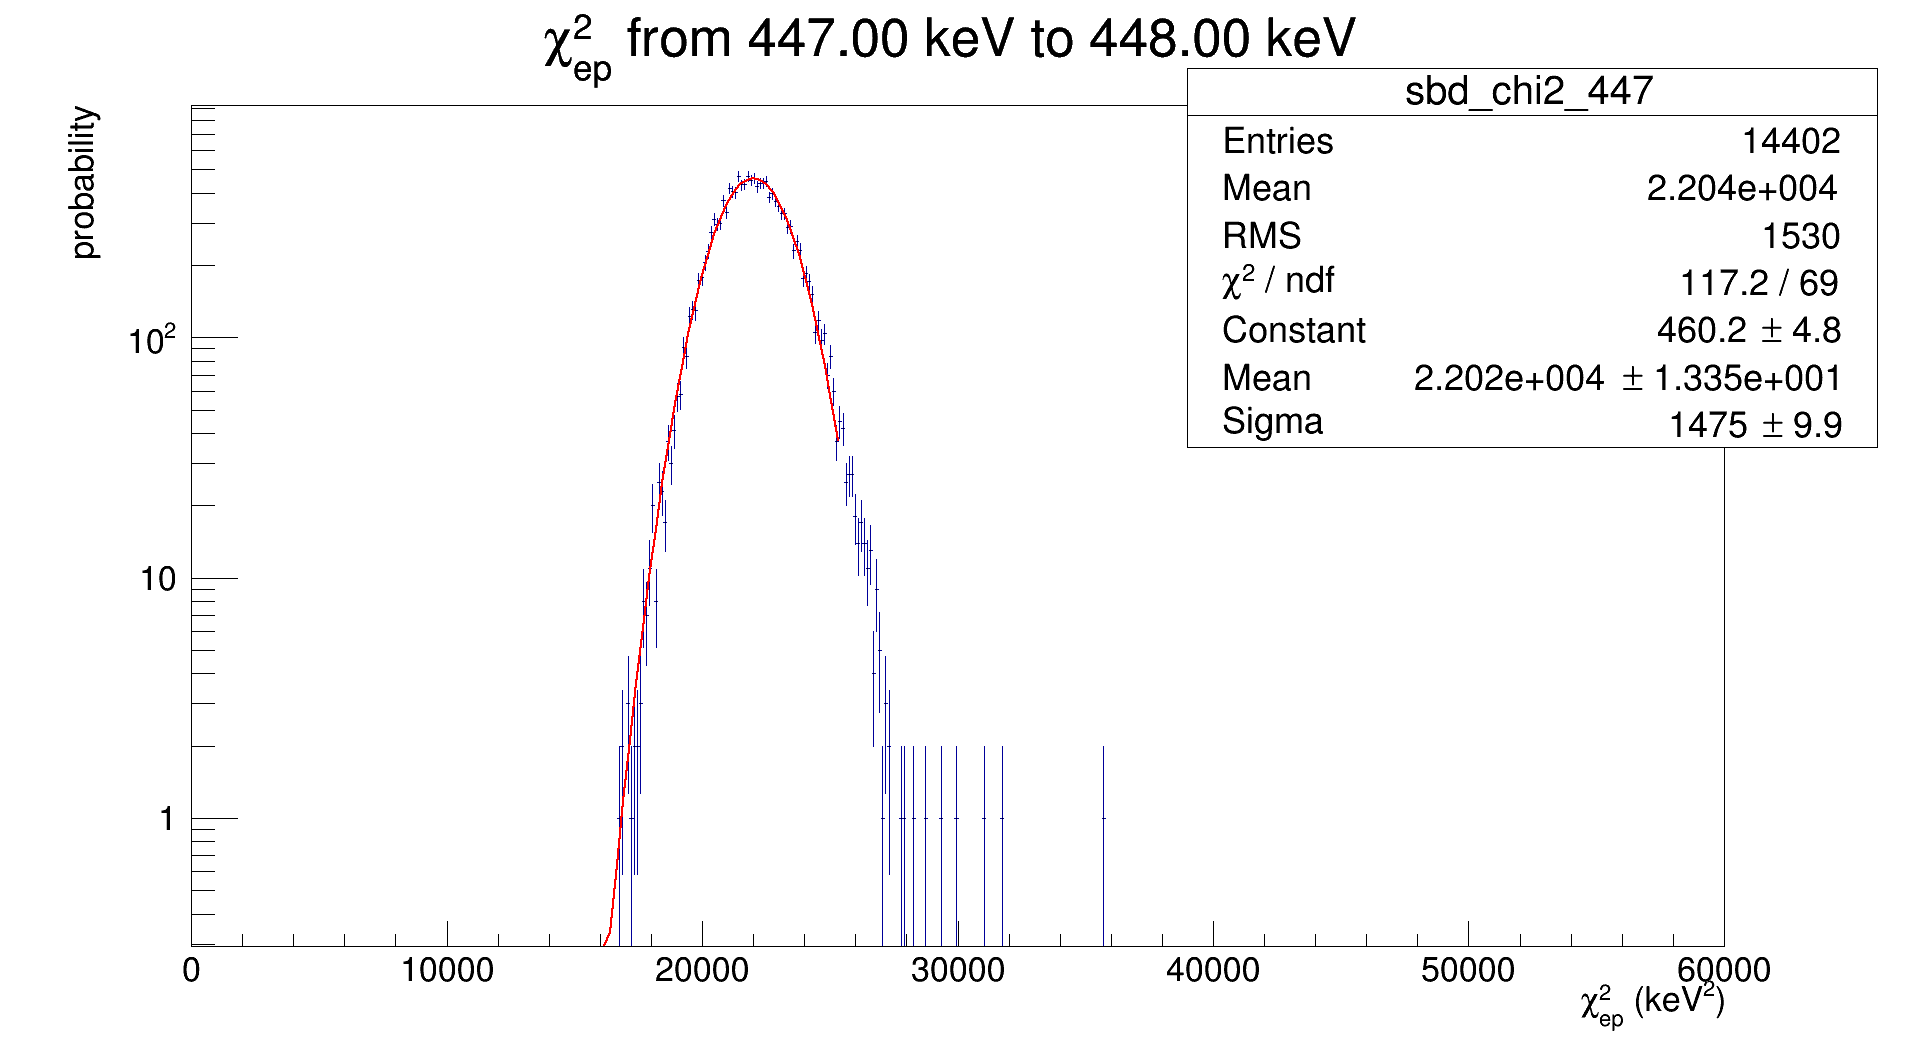 χ²ep from 447.00 keV to 448.00 keV
sbd_chi2_447
Entries 14402
Mean 2.204e+004
RMS 1530
χ² / ndf 117.2 / 69
Constant 460.2 ± 4.8
Mean 2.202e+004 ± 1.335e+001
Sigma 1475 ± 9.9
probability
10²
10
1
0 10000 20000 30000 40000 50000 60000
χ²ep (keV²)